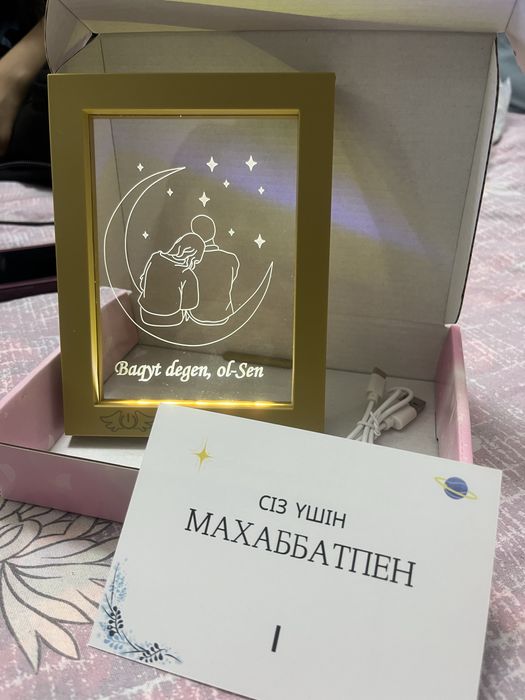 Baqyt degen, ol-Sen
СІЗ ҮШІН
МАХАББАТПЕН
I